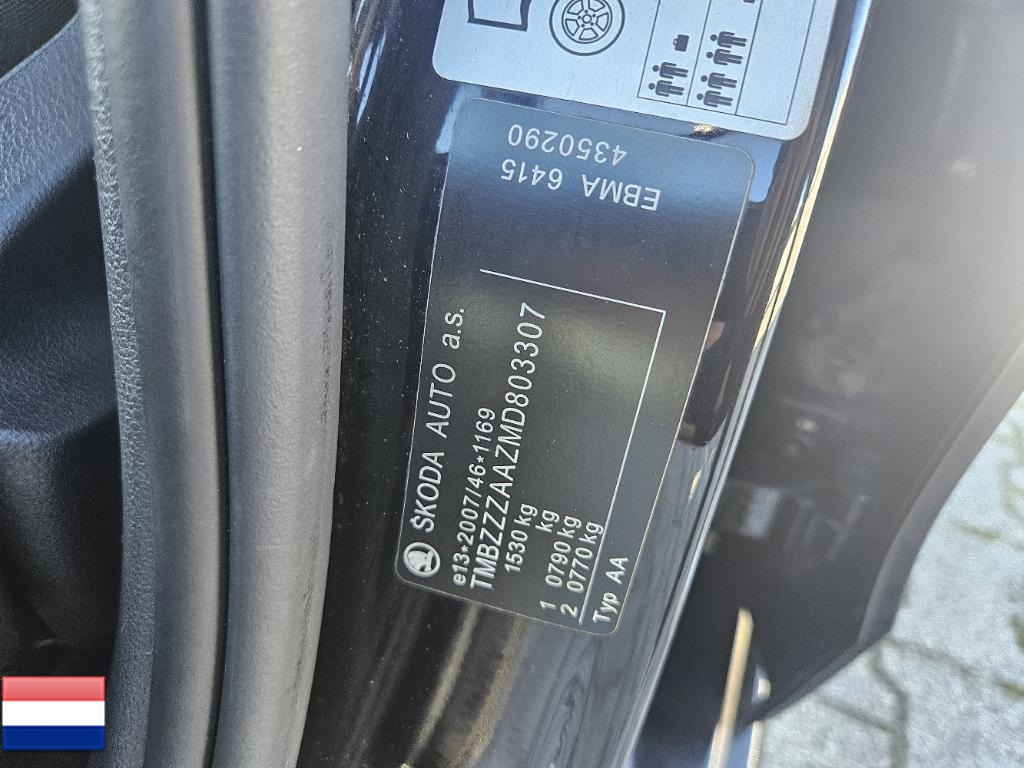 ŠKODA AUTO a.s.
e13*2007/46*1169
TMBZZZAAZMD803307
1530 kg
kg
1 0790 kg
2 0770 kg
Typ AA
EBMA 6415
4350290